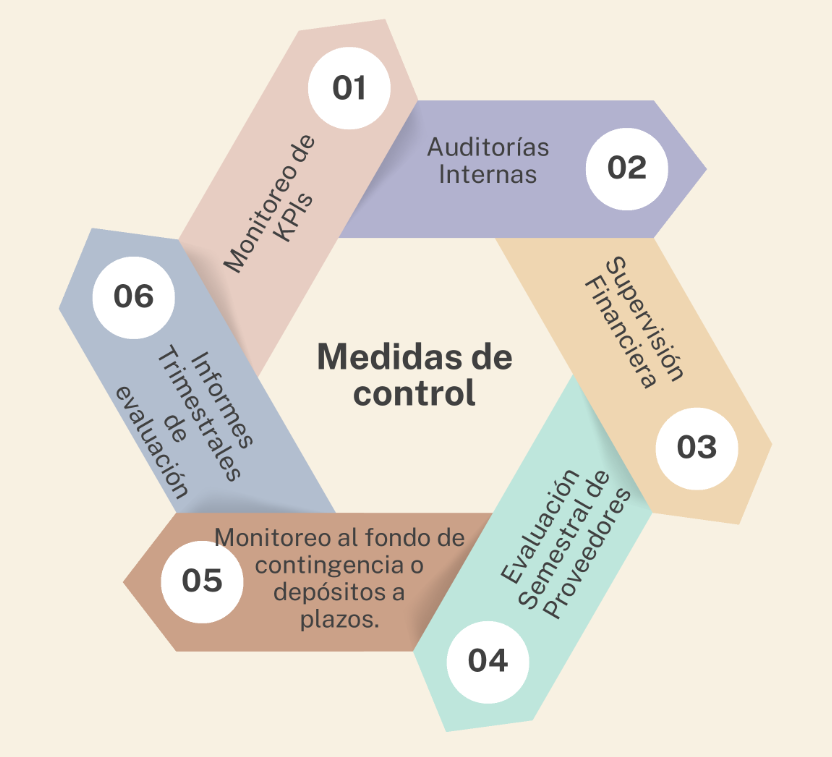 01
Monitoreo de
KPIs
Auditorías
Internas
02
Supervisión
Financiera
03
Evaluación
Semestral de
Proveedores
04
Monitoreo al fondo de
contingencia o
depósitos a
plazos.
05
Informes
Trimestrales
de
evaluación
06
Medidas de
control